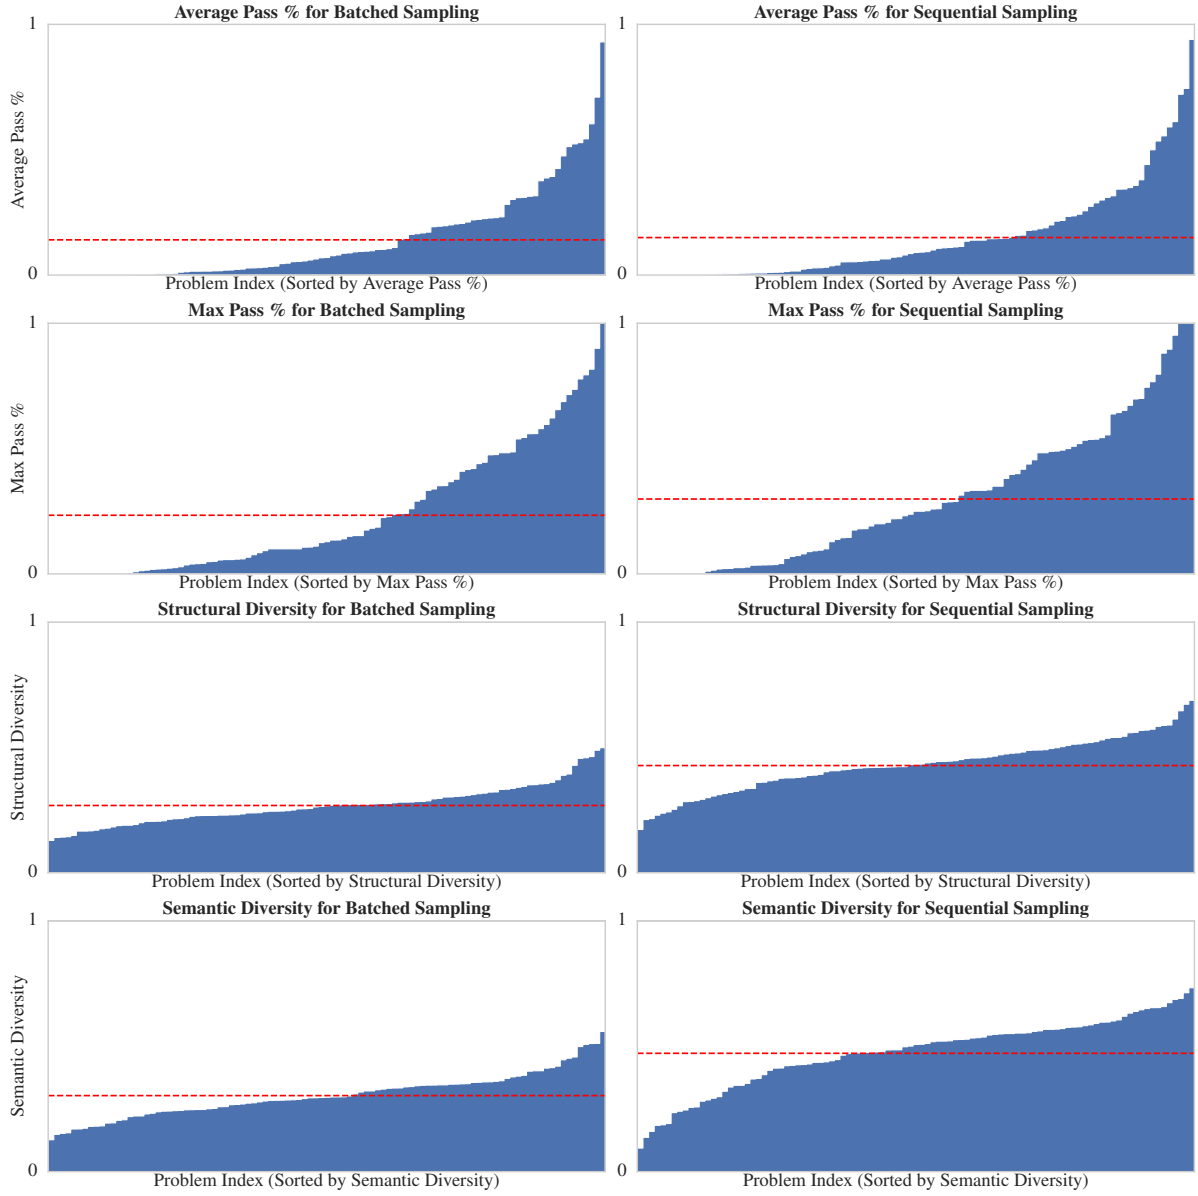 Average Pass % for Batched Sampling
1
Average Pass %
0
Problem Index (Sorted by Average Pass %)
Average Pass % for Sequential Sampling
1
0
Problem Index (Sorted by Average Pass %)
Max Pass % for Batched Sampling
1
Max Pass %
0
Problem Index (Sorted by Max Pass %)
Max Pass % for Sequential Sampling
1
0
Problem Index (Sorted by Max Pass %)
Structural Diversity for Batched Sampling
1
Structural Diversity
0
Problem Index (Sorted by Structural Diversity)
Structural Diversity for Sequential Sampling
1
0
Problem Index (Sorted by Structural Diversity)
Semantic Diversity for Batched Sampling
1
Semantic Diversity
0
Problem Index (Sorted by Semantic Diversity)
Semantic Diversity for Sequential Sampling
1
0
Problem Index (Sorted by Semantic Diversity)